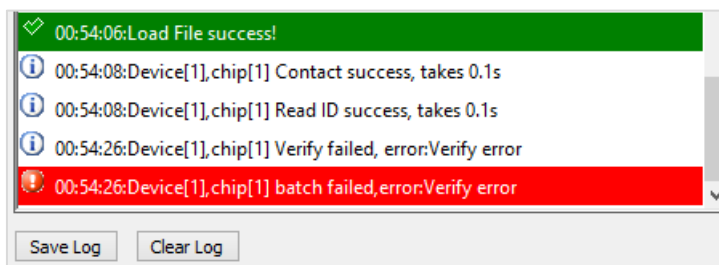 00:54:06:Load File success!
00:54:08:Device[1],chip[1] Contact success, takes 0.1s
00:54:08:Device[1],chip[1] Read ID success, takes 0.1s
00:54:26:Device[1],chip[1] Verify failed, error:Verify error
00:54:26:Device[1],chip[1] batch failed,error:Verify error
Save Log Clear Log